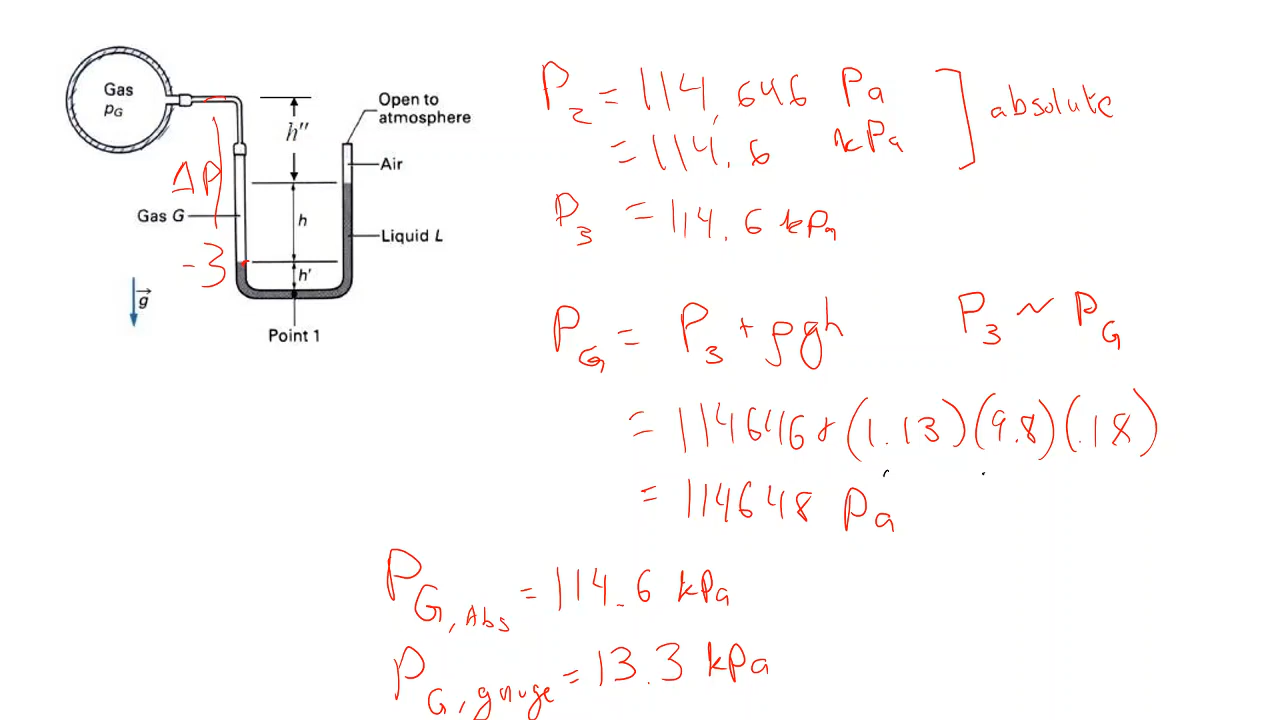 Gas
pG
h"
Open to
atmosphere
Air
ΔP
Gas G
h
Liquid L
-3
h'
g
Point 1
P2 = 114,646 Pa
= 114.6 kPa
] absolute
P3 = 114.6 kPa
PG = P3 + ρgh
P3 ~ PG
= 114646 + (1.13)(9.8)(.18)
= 114648 Pa
PG, Abs = 114.6 kPa
PG, gauge = 13.3 kPa